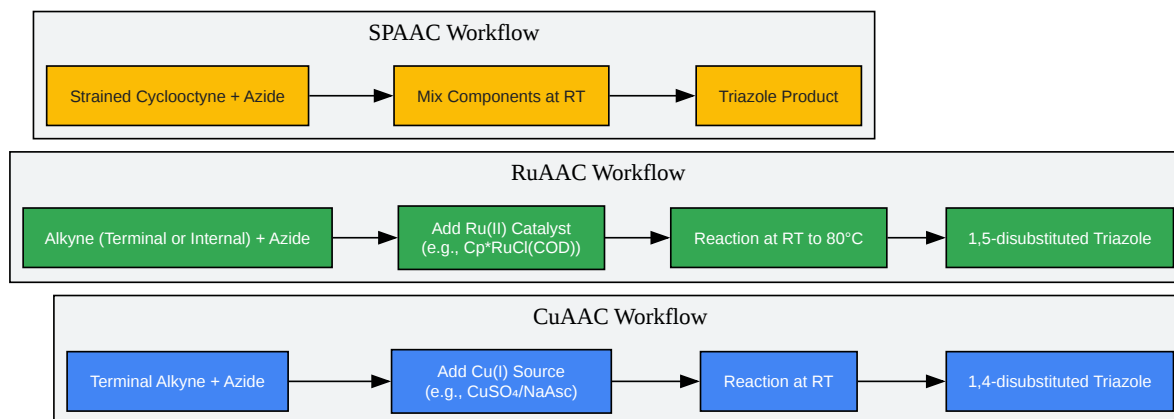 SPAAC Workflow
Strained Cyclooctyne + Azide
Mix Components at RT
Triazole Product
RuAAC Workflow
Alkyne (Terminal or Internal) + Azide
Add Ru(II) Catalyst
(e.g., Cp*RuCl(COD))
Reaction at RT to 80°C
1,5-disubstituted Triazole
CuAAC Workflow
Terminal Alkyne + Azide
Add Cu(I) Source
(e.g., CuSO₄/NaAsc)
Reaction at RT
1,4-disubstituted Triazole